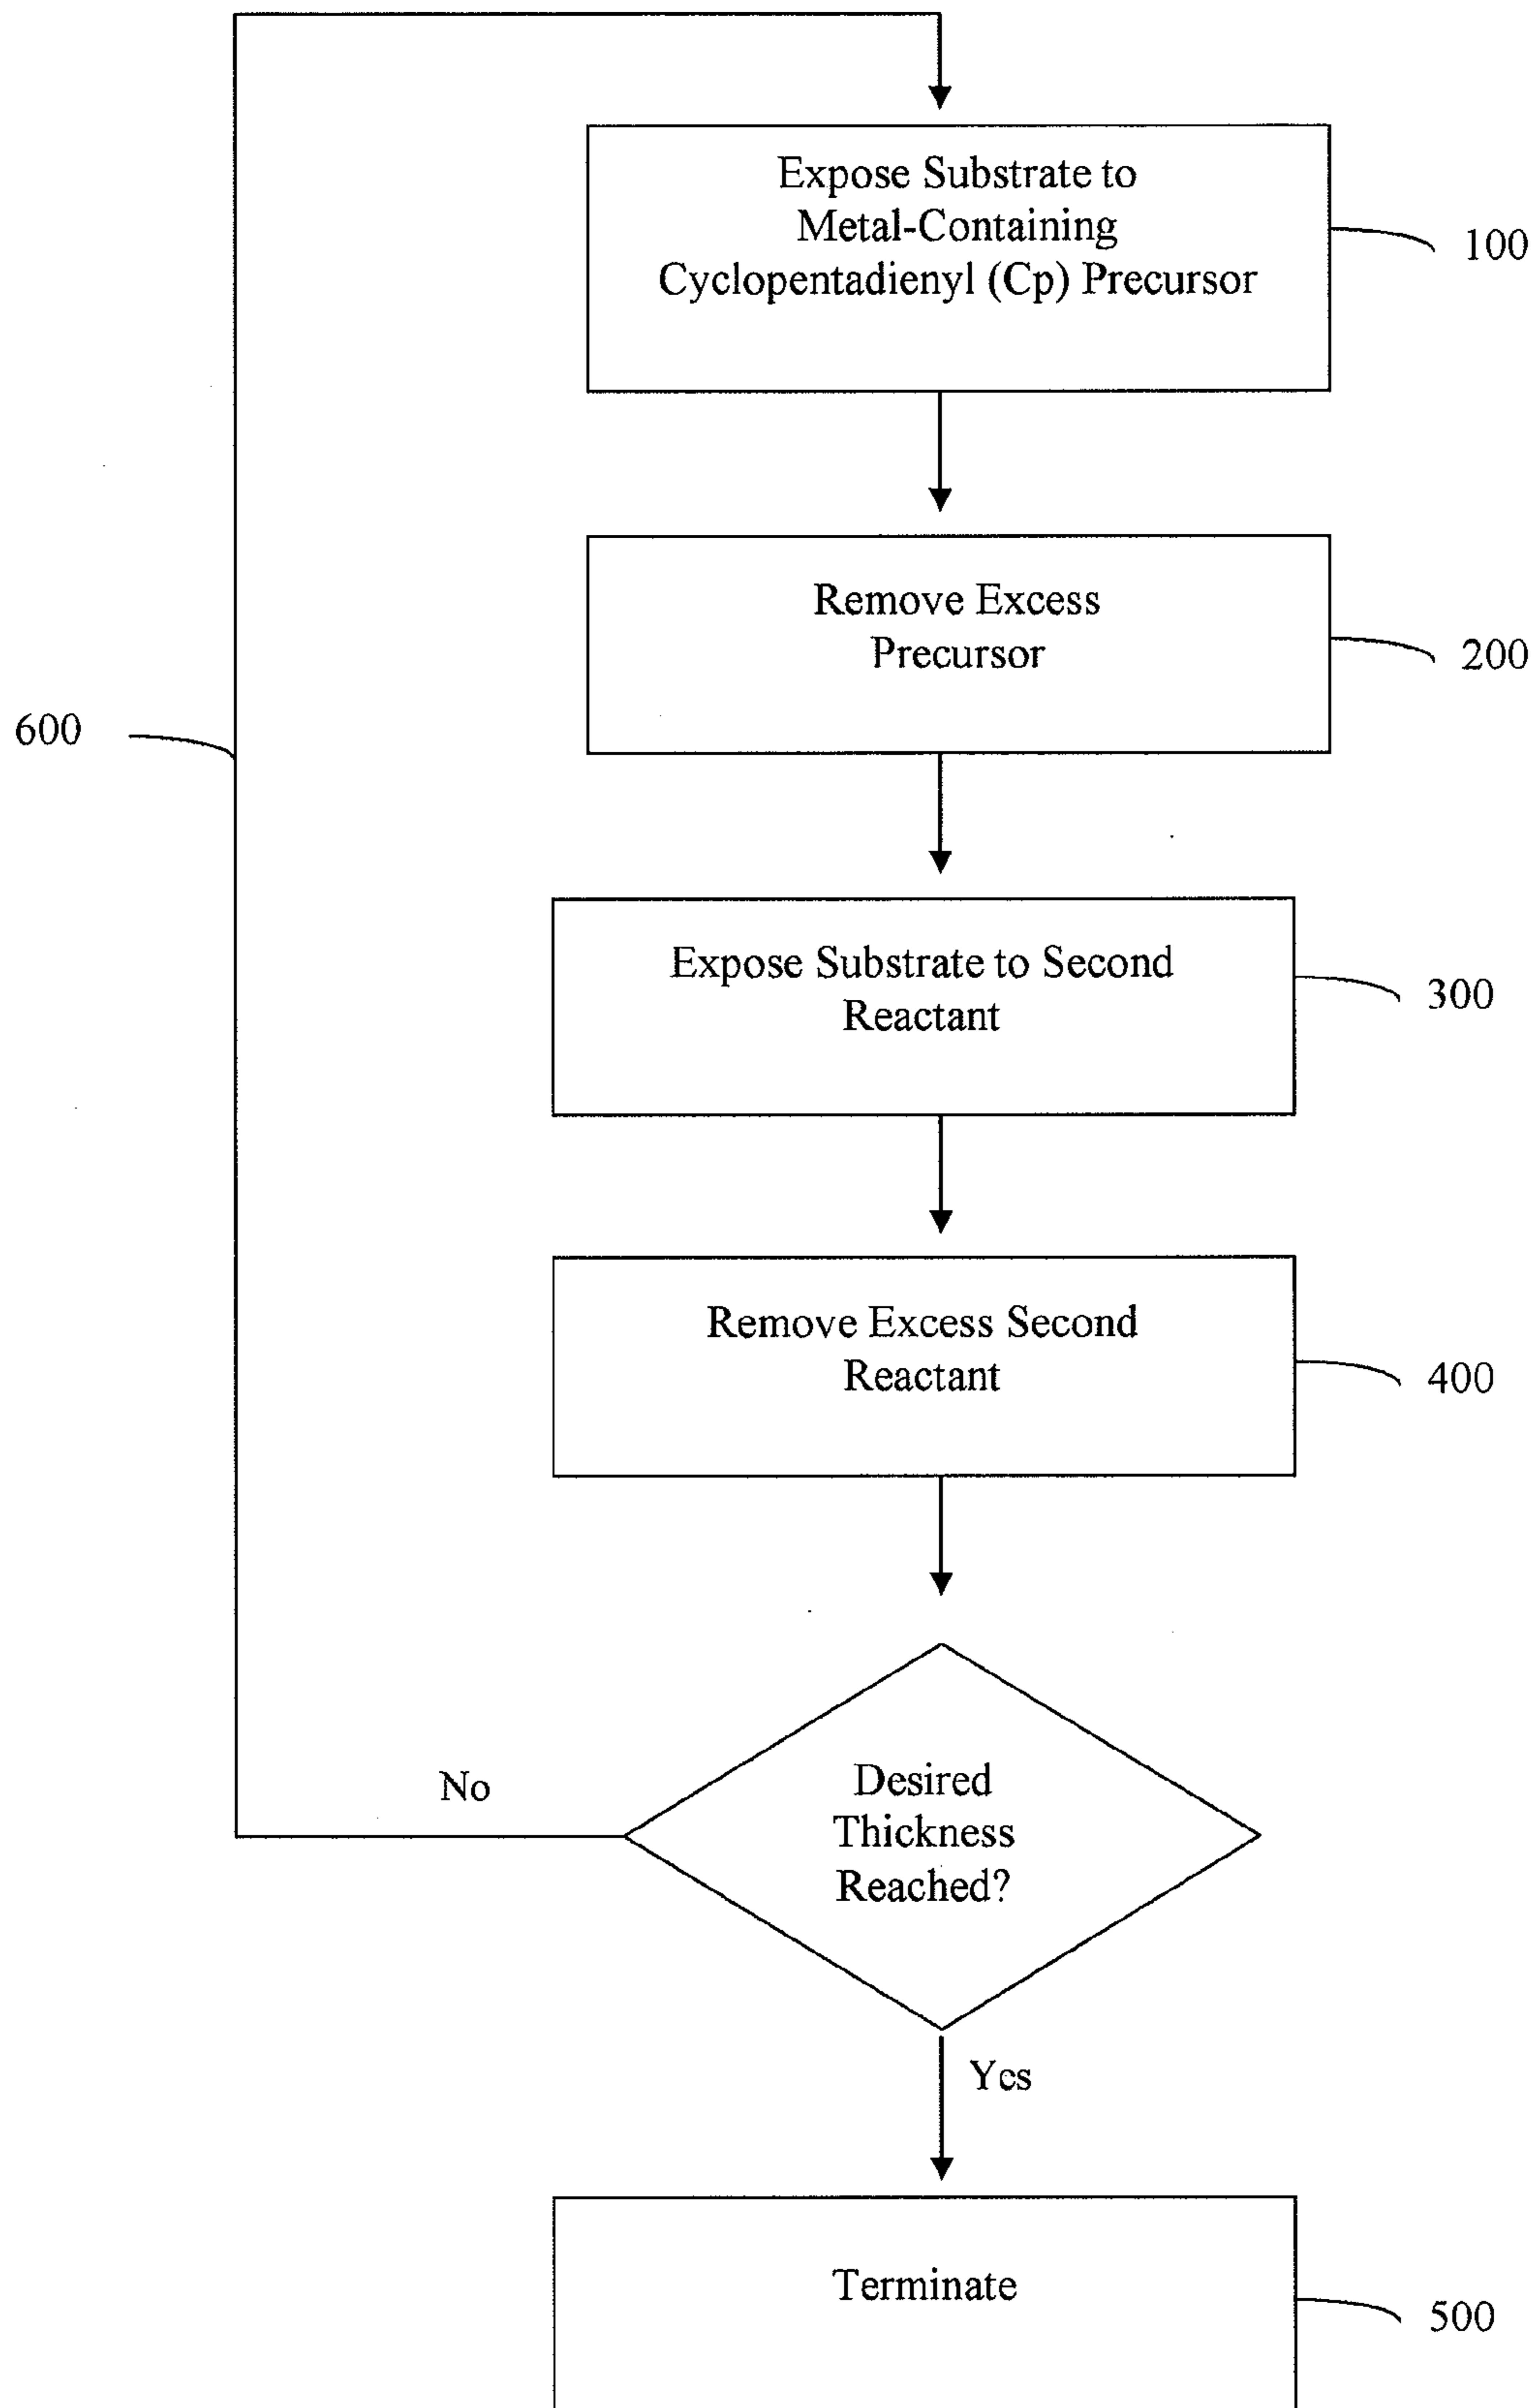 Expose Substrate to
Metal-Containing
Cyclopentadienyl (Cp) Precursor
100
Remove Excess
Precursor
200
600
Expose Substrate to Second
Reactant
300
Remove Excess Second
Reactant
400
No
Desired
Thickness
Reached?
Yes
Terminate
500